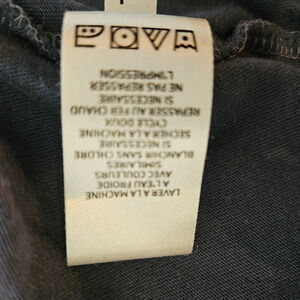 LAVER A LA MACHINE
A L'EAU FROIDE
AVEC COULEURS
SIMILAIRES
BLANCHIR SANS CHLORE
SI NECESSAIRE
SECHER A LA MACHINE
CYCLE DOUX
REPASSER AU FER CHAUD
SI NECESSAIRE
NE PAS REPASSER
L'IMPRESSION